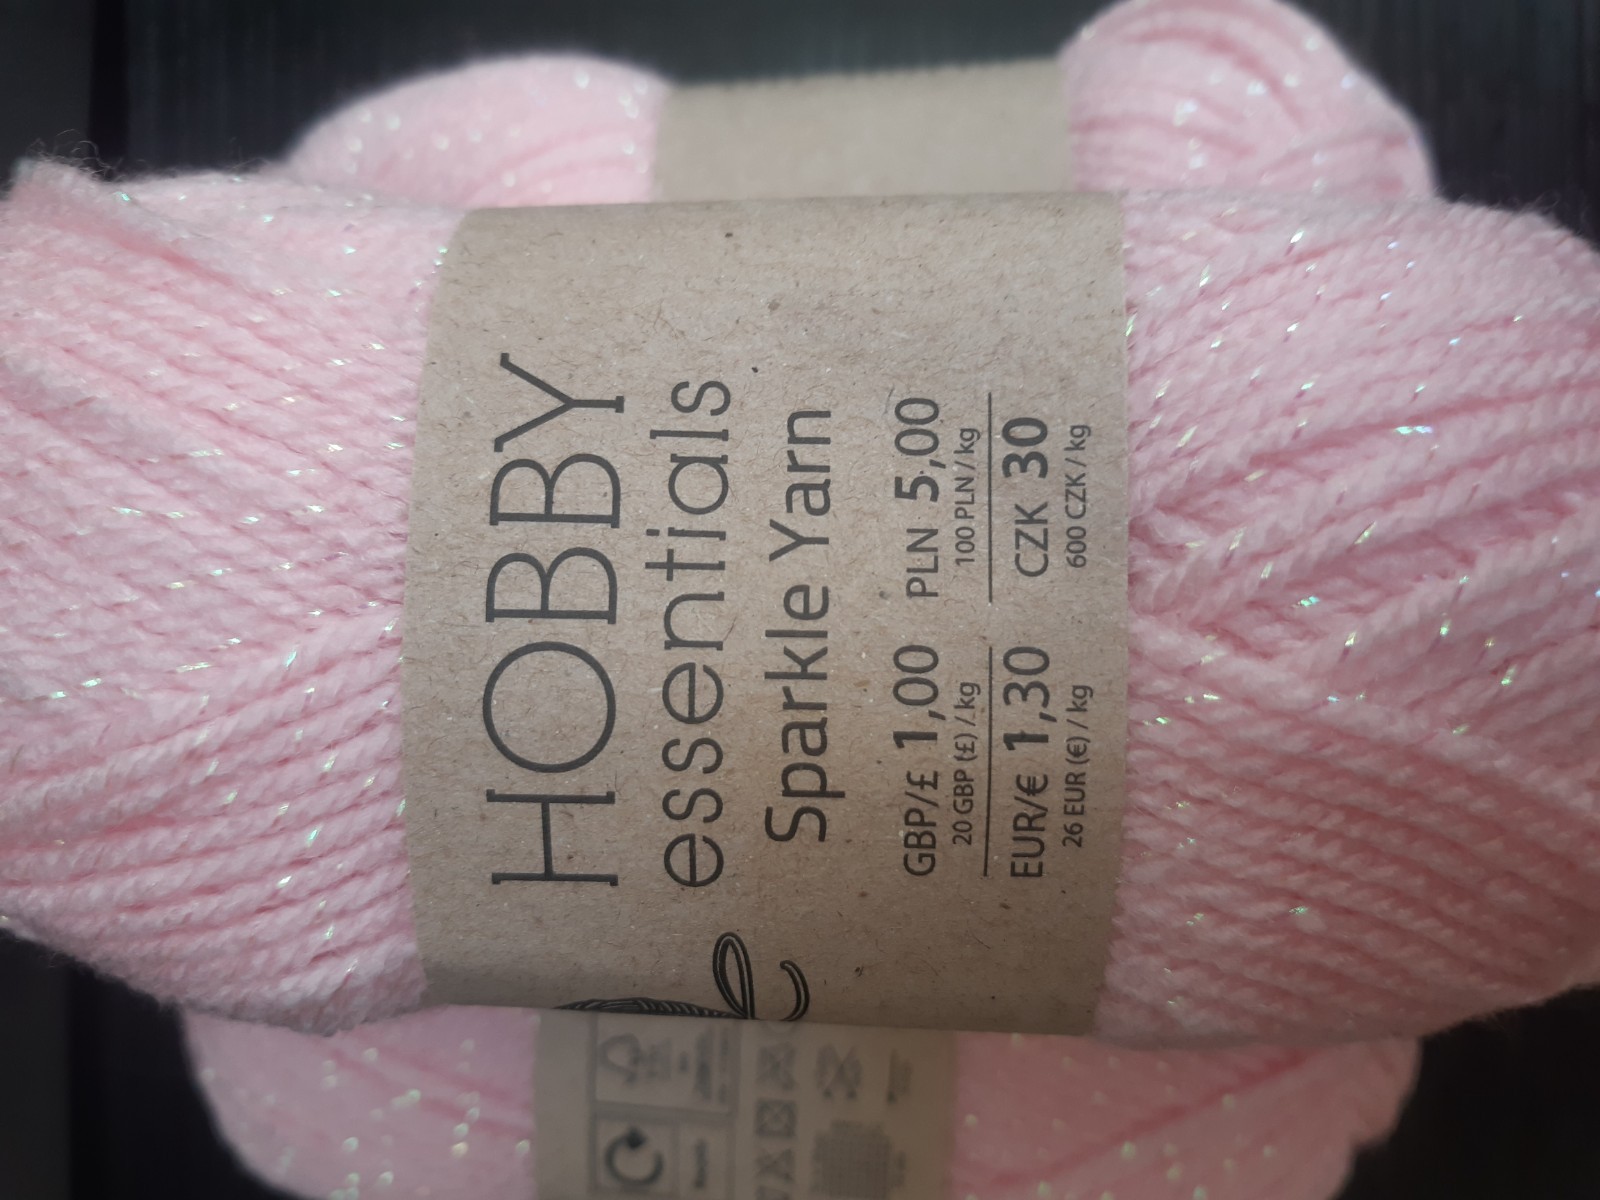 HOBBY
essentials
Sparkle Yarn
GBP/£ 1,00 PLN 5,00
20 GBP (£) / kg 100 PLN / kg
EUR/€ 1,30 CZK 30
26 EUR (€) / kg 600 CZK / kg